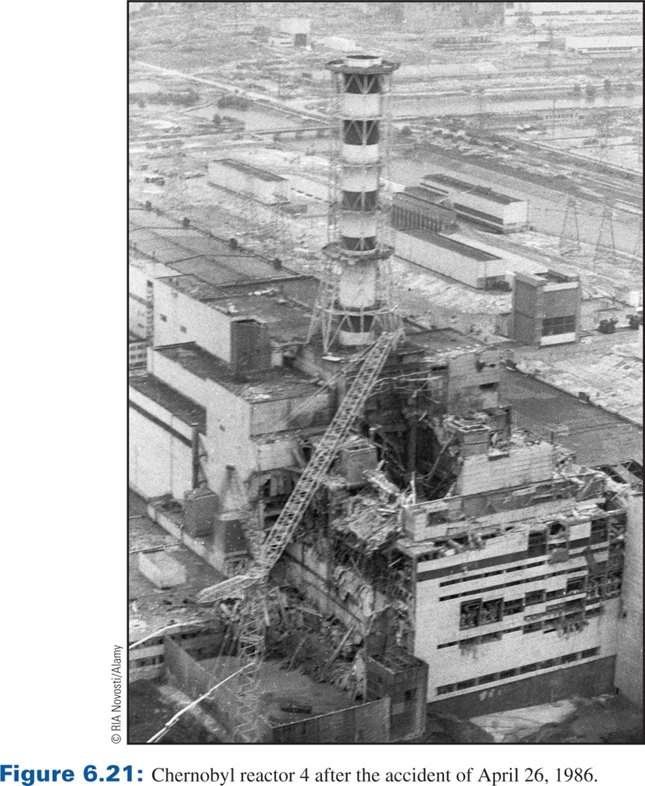 © RIA Novosti/Alamy
Figure 6.21: Chernobyl reactor 4 after the accident of April 26, 1986.